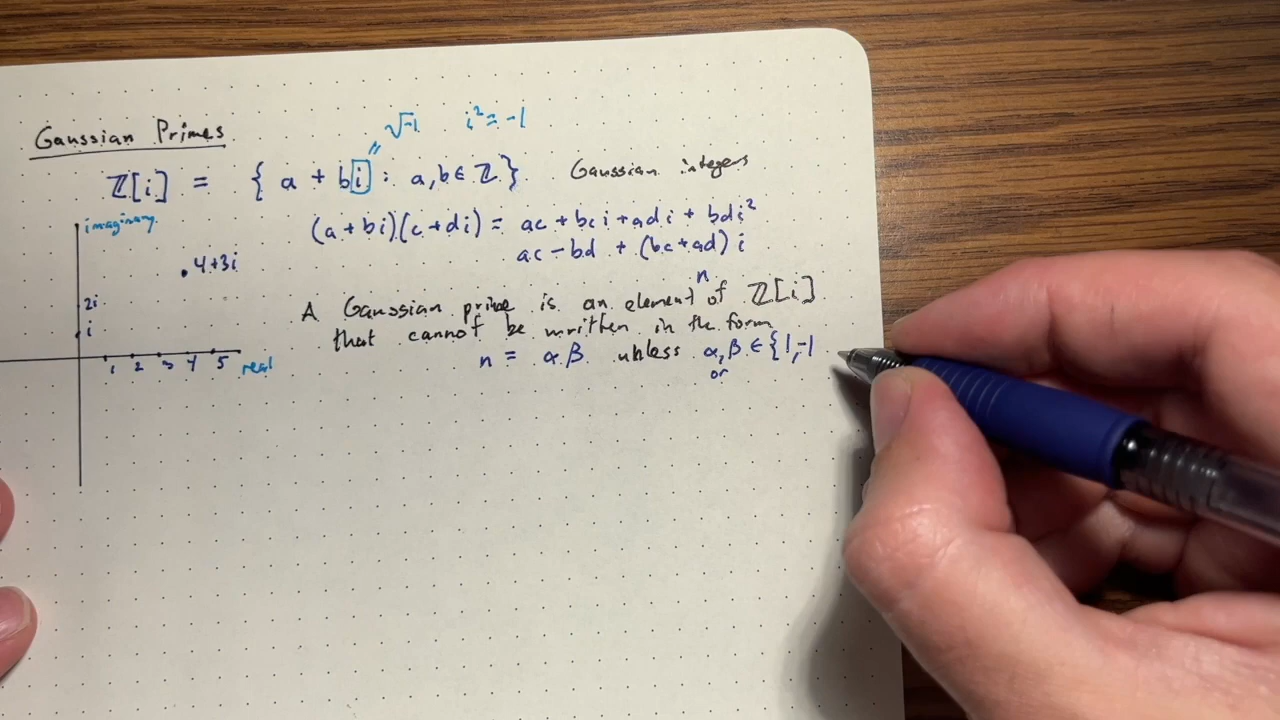 Gaussian Primes
√-1 i² = -1
ℤ[i] = { a + bi : a,b ∈ ℤ } Gaussian integers
(a+bi)(c+di) = ac + bci + adi + bdi²
ac - bd + (bc+ad) i
imaginary
4+3i
2i
i
1 2 3 4 5 real
n
A Gaussian prime is an element of ℤ[i]
that cannot be written in the form
n = αβ unless α,β ∈ {1,-1
or